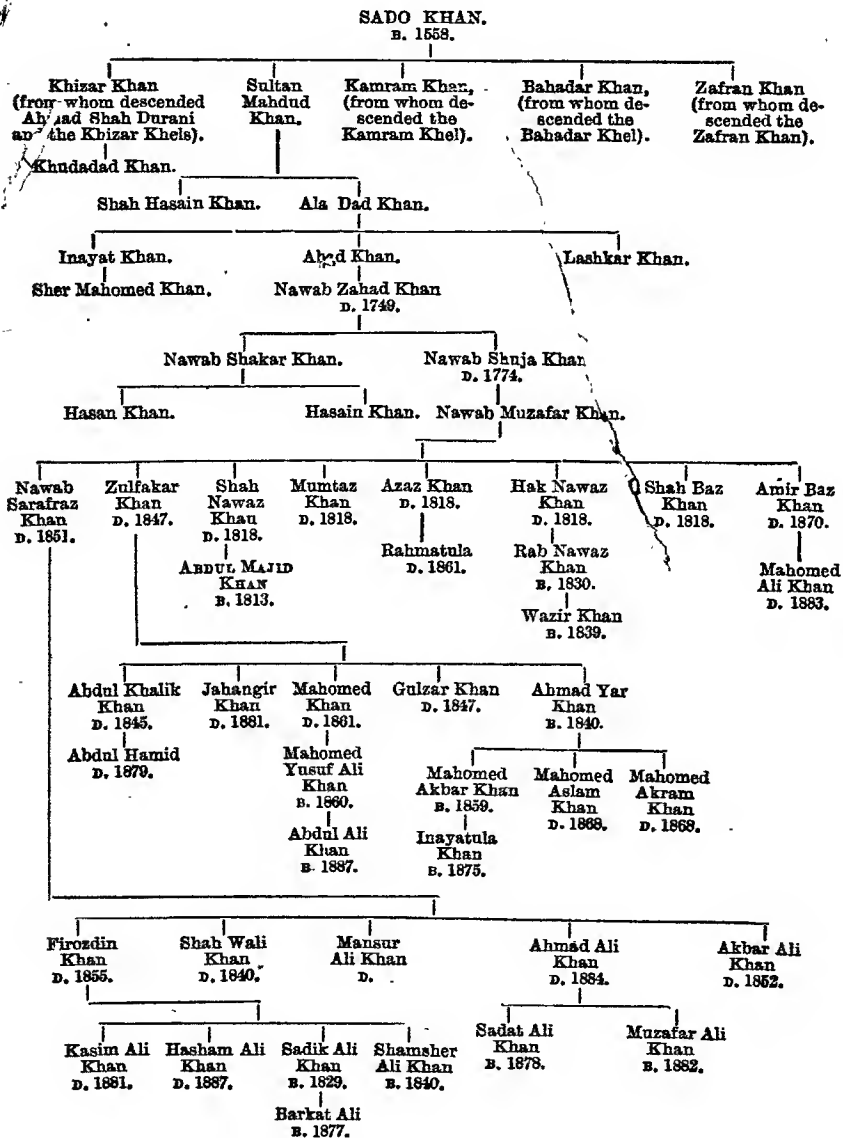 SADO KHAN.
B. 1558.
Khizar Khan
(from whom descended
Ahmad Shah Durani
and the Khizar Khels).
Sultan
Mahdud
Khan.
Kamram Khan,
(from whom de-
scended the
Kamram Khel).
Bahadar Khan,
(from whom de-
scended the
Bahadar Khel).
Zafran Khan
(from whom de-
scended the
Zafran Khan).
Khudadad Khan.
Shah Hasain Khan.
Ala Dad Khan.
Inayat Khan.
Khan.
Lashkar Khan.
Sher Mahomed Khan.
Nawab Zahad Khan
D. 1749.
Nawab Shakar Khan.
Nawab Shuja Khan
D. 1774.
Hasan Khan.
Hasain Khan.
Nawab Muzafar Khan.
Nawab
Sarafraz
Khan
D. 1851.
Zulfakar
Khan
D. 1847.
Shah
Nawaz
Khan
D. 1818.
Mumtaz
Khan
D. 1818.
Azaz Khan
D. 1818.
Hak Nawaz
Khan
D. 1818.
Shah Baz
Khan
D. 1818.
Amir Baz
Khan
D. 1870.
ABDUL MAJID
KHAN
B. 1813.
Rahmatula
D. 1861.
Rab Nawaz
Khan
B. 1830.
Mahomed
Ali Khan
D. 1883.
Wazir Khan
B. 1839.
Abdul Khalik
Khan
D. 1845.
Jahangir
Khan
D. 1881.
Mahomed
Khan
D. 1861.
Gulzar Khan
D. 1847.
Ahmad Yar
Khan
B. 1840.
Abdul Hamid
D. 1879.
Mahomed
Yusuf Ali
Khan
B. 1860.
Mahomed
Akbar Khan
B. 1859.
Mahomed
Aslam
Khan
D. 1868.
Mahomed
Akram
Khan
D. 1868.
Abdul Ali
Khan
B. 1887.
Inayatula
Khan
B. 1875.
Firozdin
Khan
D. 1855.
Shah Wali
Khan
D. 1840.
Mansur
Ali Khan
D.
Ahmad Ali
Khan
D. 1884.
Akbar Ali
Khan
D. 1852.
Kasim Ali
Khan
D. 1881.
Hasham Ali
Khan
D. 1887.
Sadik Ali
Khan
B. 1829.
Shamsher
Ali Khan
B. 1840.
Sadat Ali
Khan
B. 1878.
Muzafar Ali
Khan
B. 1882.
Barkat Ali
B. 1877.